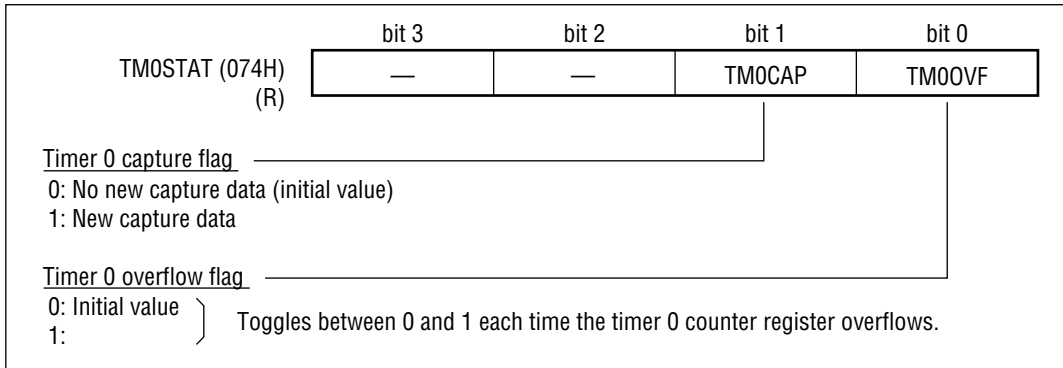 bit 3 bit 2 bit 1 bit 0
TM0STAT (074H) — — TM0CAP TM0OVF
(R)
Timer 0 capture flag
0: No new capture data (initial value)
1: New capture data
Timer 0 overflow flag
0: Initial value
1:
Toggles between 0 and 1 each time the timer 0 counter register overflows.